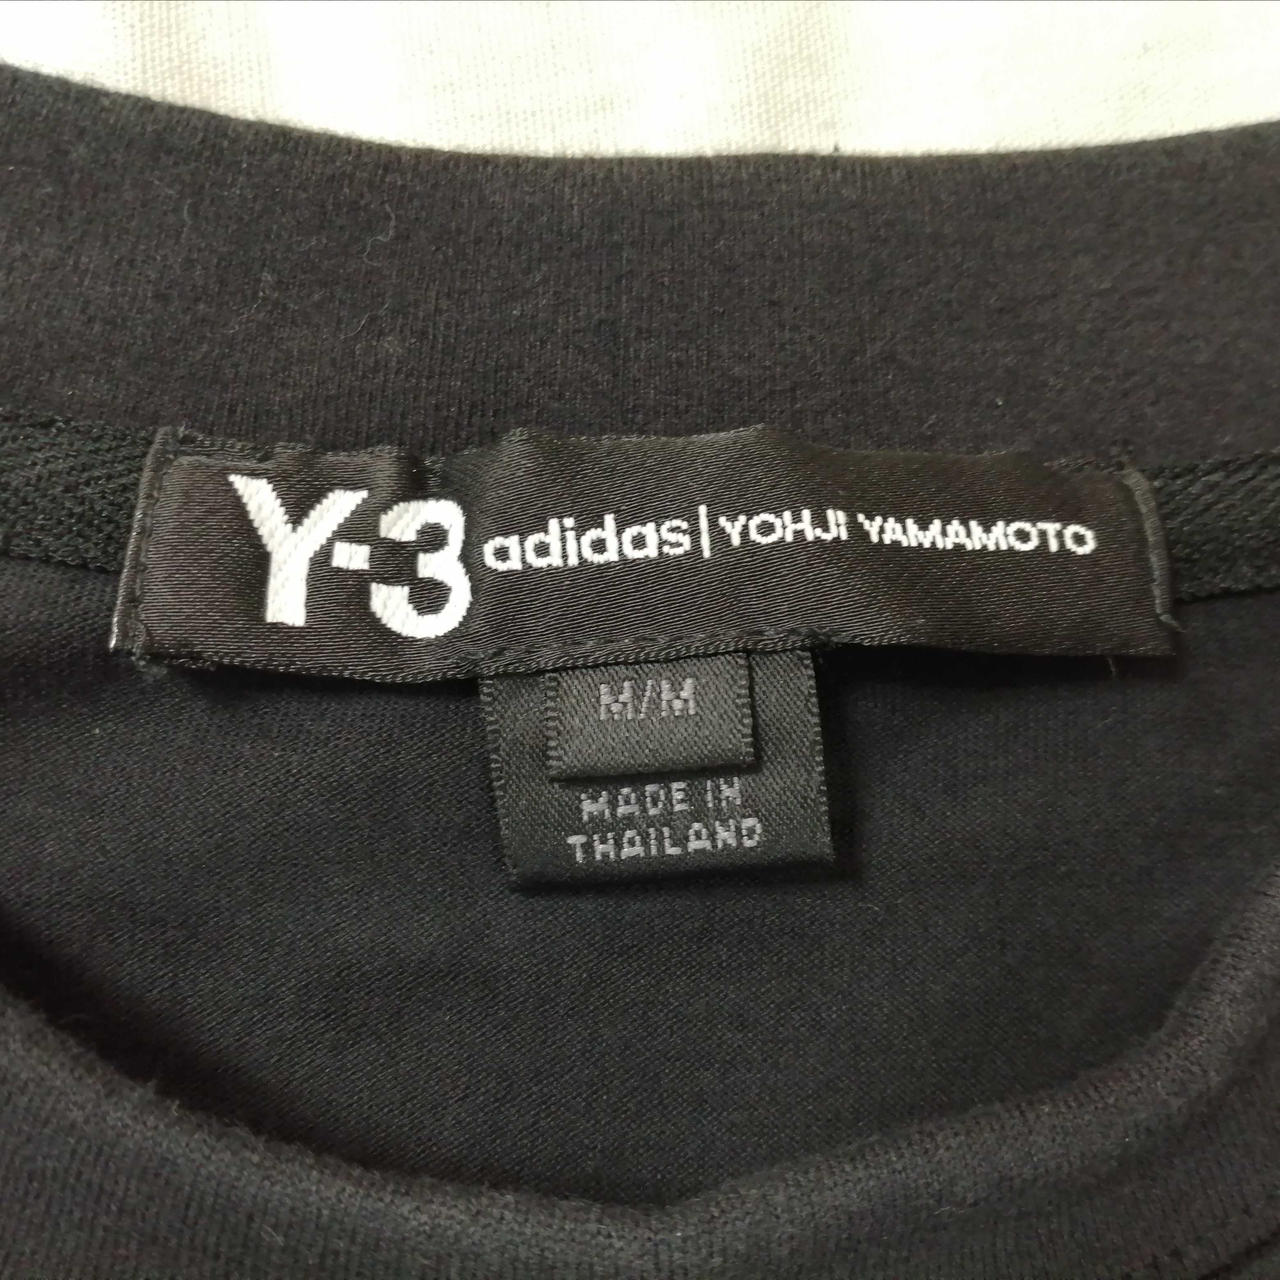 Y-3 adidas | YOHJI YAMAMOTO
M/M
MADE IN
THAILAND